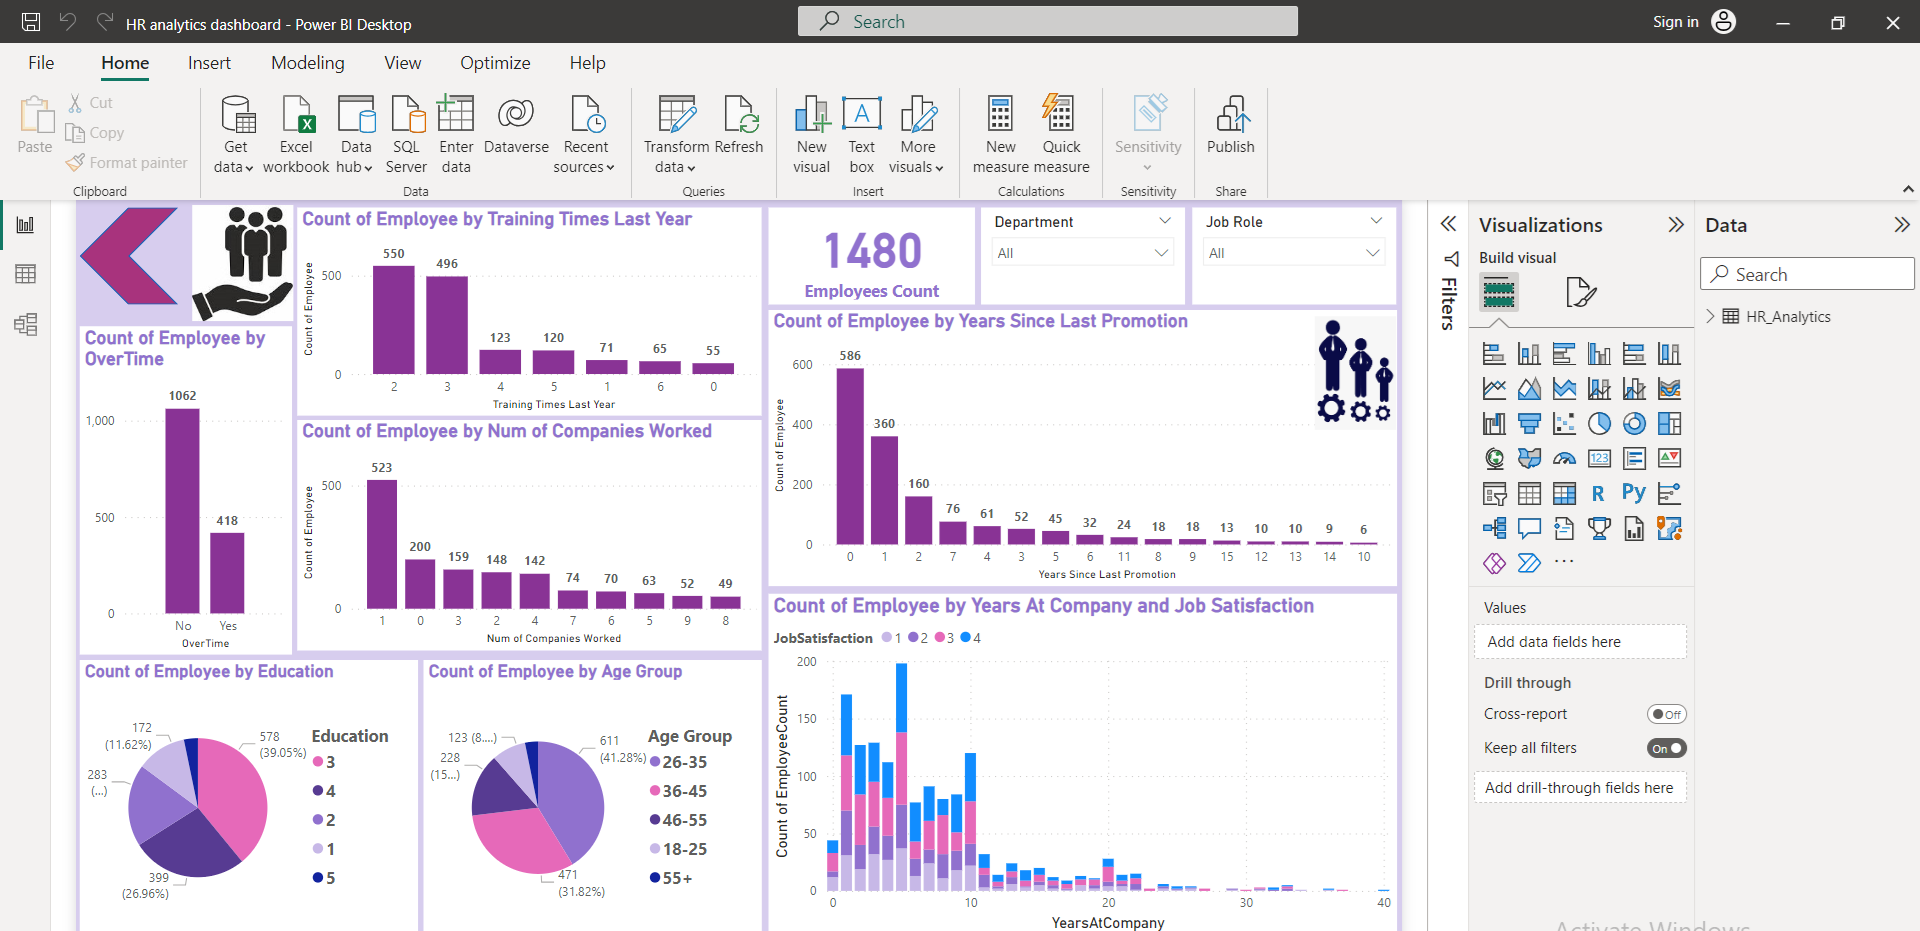 HR analytics dashboard - Power BI Desktop
Search
Sign in
File Home Insert Modeling View Optimize Help
Paste
Cut
Copy
Format painter
Clipboard
Get data
Excel workbook
Data hub
SQL Server
Enter data
Dataverse
Recent sources
Data
Transform data
Refresh
Queries
New visual
Text box
More visuals
Insert
New measure
Quick measure
Calculations
Sensitivity
Sensitivity
Publish
Share
Count of Employee by Training Times Last Year
Count of Employee
500
0
550 496 123 120 71 65 55
2 3 4 5 1 6 0
Training Times Last Year
1480
Employees Count
Department
All
Job Role
All
Count of Employee by
OverTime
1,000
500
0
1062
418
No Yes
OverTime
Count of Employee by Num of Companies Worked
Count of Employee
500
0
523 200 159 148 142 74 70 63 52 49
1 0 3 2 4 7 6 5 9 8
Num of Companies Worked
Count of Employee by Years Since Last Promotion
Count of Employee
600
400
200
0
586 360 160 76 61 52 45 32 24 18 18 13 10 10 9 6
0 1 2 7 4 3 5 6 11 8 9 15 12 13 14 10
Years Since Last Promotion
Count of Employee by Education
172
(11.62%)
578
(39.05%)
283
(...)
399
(26.96%)
Education
3
4
2
1
5
Count of Employee by Age Group
123 (8....)
228
(15...)
611
(41.28%)
471
(31.82%)
Age Group
26-35
36-45
46-55
18-25
55+
Count of Employee by Years At Company and Job Satisfaction
JobSatisfaction 1 2 3 4
Count of EmployeeCount
200
150
100
50
0
0 10 20 30 40
YearsAtCompany
Filters
Visualizations
Build visual
123
R
Py
...
Values
Add data fields here
Drill through
Cross-report
Off
Keep all filters
On
Add drill-through fields here
Data
Search
HR_Analytics
Activate Windows